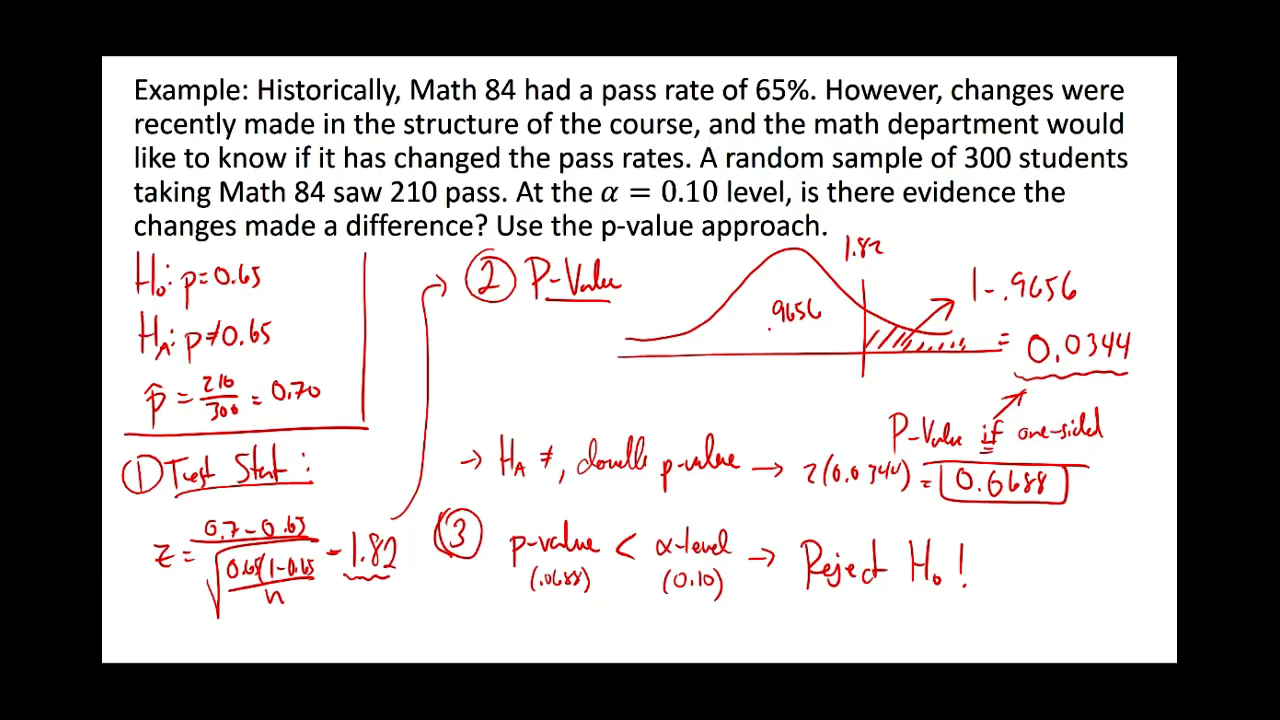 Example: Historically, Math 84 had a pass rate of 65%. However, changes were
recently made in the structure of the course, and the math department would
like to know if it has changed the pass rates. A random sample of 300 students
taking Math 84 saw 210 pass. At the α = 0.10 level, is there evidence the
changes made a difference? Use the p-value approach.
H₀: p=0.65
H_A: p≠0.65
p̂ = 210/300 = 0.70
① Test Stat:
z = (0.7 - 0.65)/√(0.65(1-0.65)/n) = 1.82
② P-Value
1.82
.9656
1 - .9656
= 0.0344
P-Value if one-sided
→ H_A ≠, double p-value → 2(0.0344) = 0.0688
③ p-value < α-level → Reject H₀!
(.0688) (0.10)